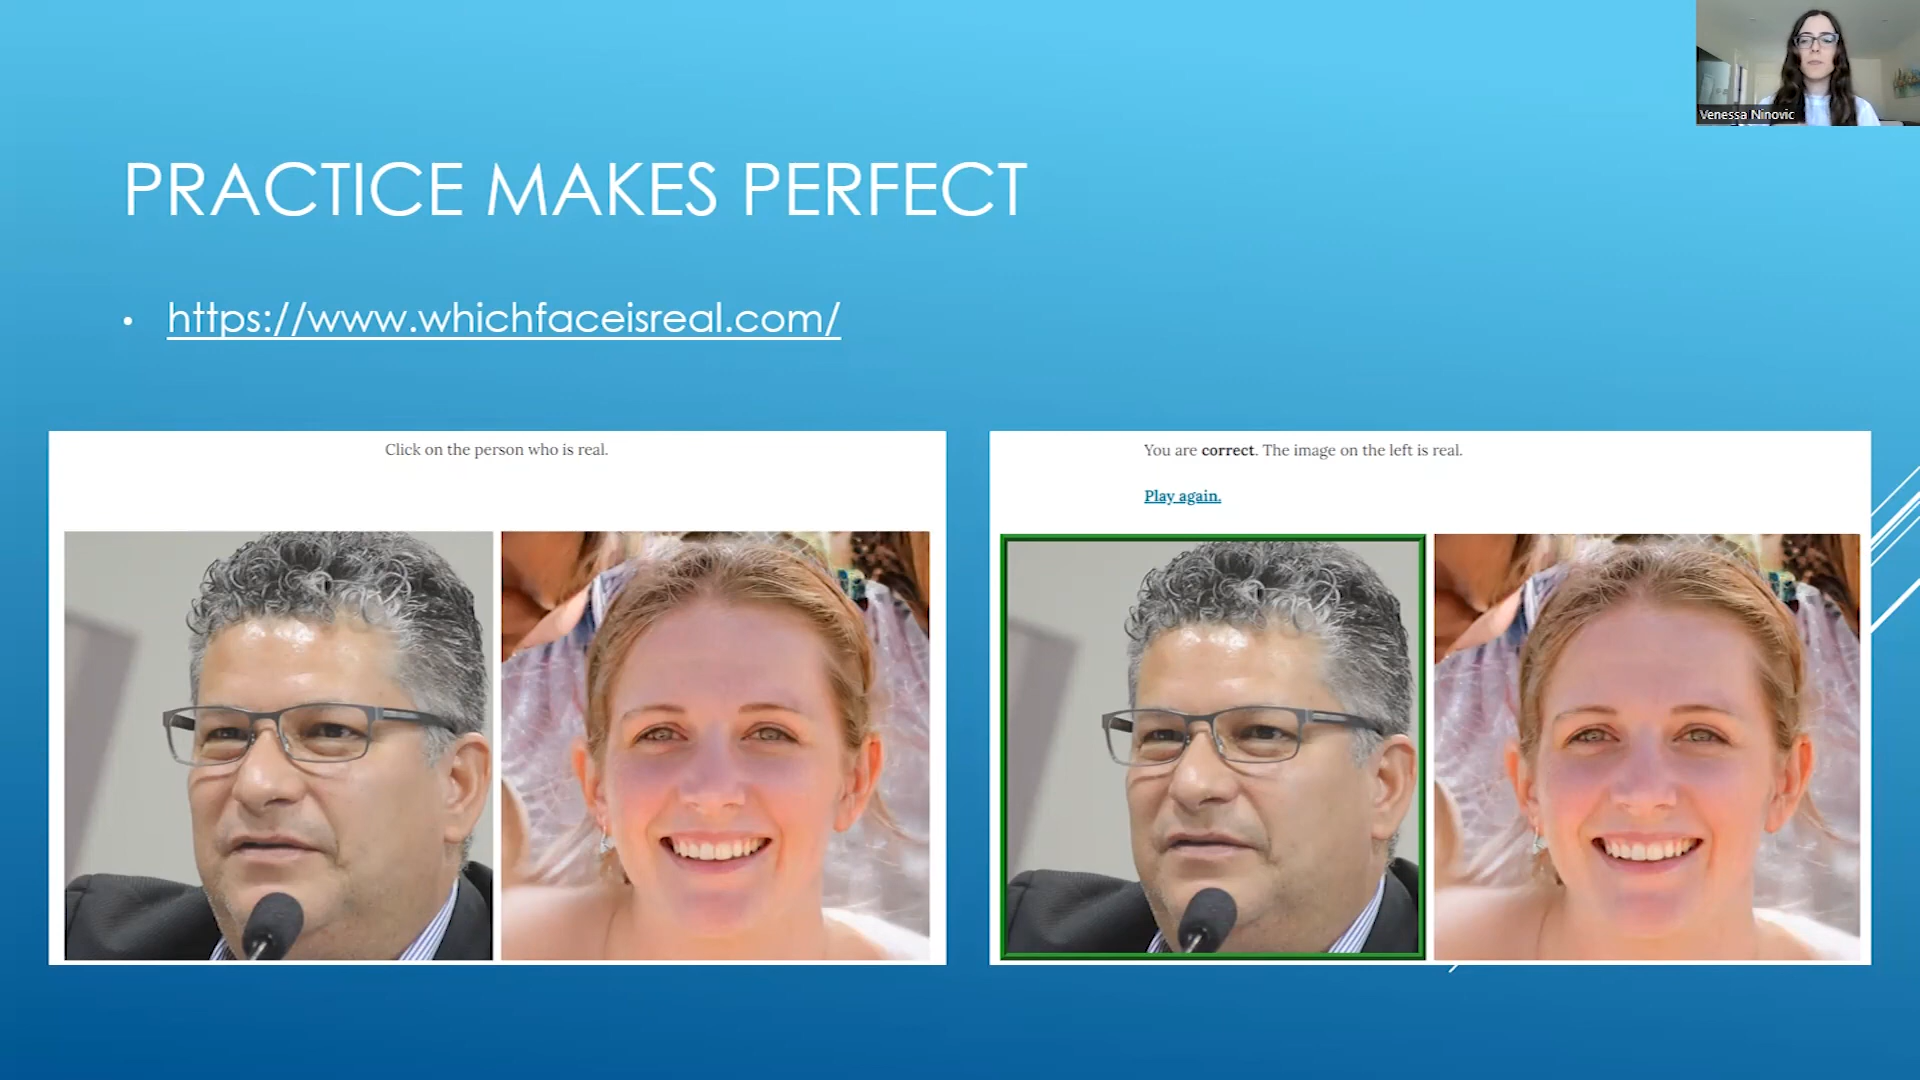 Venessa Ninovic
PRACTICE MAKES PERFECT
• https://www.whichfaceisreal.com/
Click on the person who is real.
You are correct. The image on the left is real.
Play again.